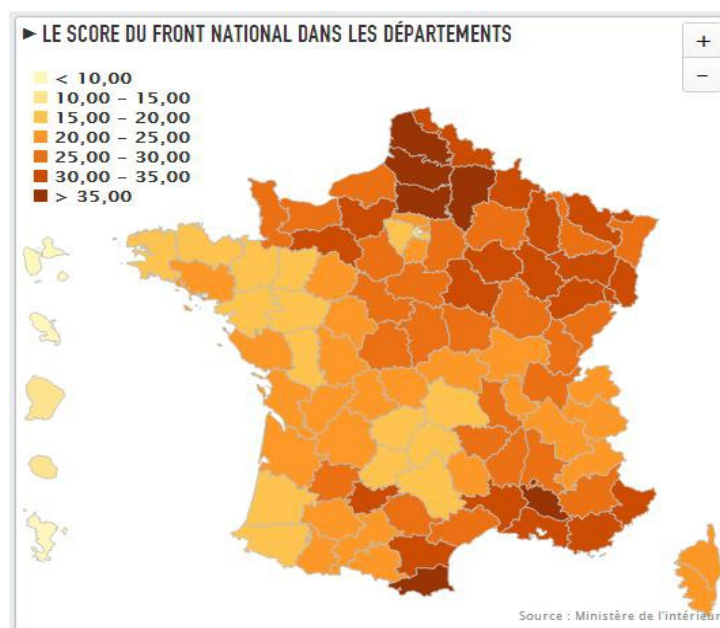 ► LE SCORE DU FRONT NATIONAL DANS LES DÉPARTEMENTS
+
−
< 10,00
10,00 – 15,00
15,00 – 20,00
20,00 – 25,00
25,00 – 30,00
30,00 – 35,00
> 35,00
Source : Ministère de l'intérieur